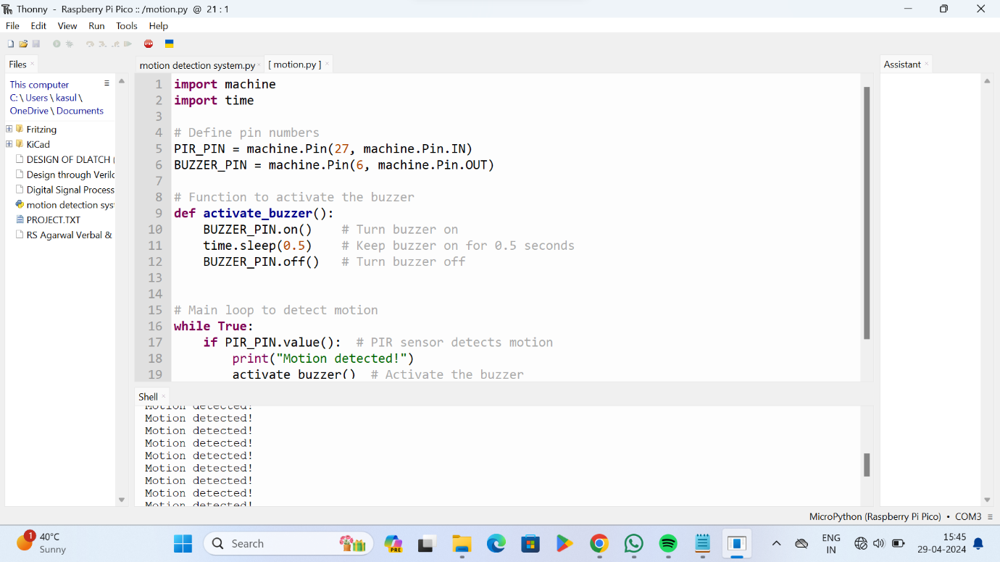 Thonny - Raspberry Pi Pico :: /motion.py @ 21 : 1
File Edit View Run Tools Help
STOP
Files
This computer
C: \ Users \ kasul \
OneDrive \ Documents
Fritzing
KiCad
DESIGN OF DLATCH (
Design through Veril
Digital Signal Process
motion detection sys
PROJECT.TXT
RS Agarwal Verbal &
motion detection system.py
[ motion.py ]
1 import machine
2 import time
3
4 # Define pin numbers
5 PIR_PIN = machine.Pin(27, machine.Pin.IN)
6 BUZZER_PIN = machine.Pin(6, machine.Pin.OUT)
7
8 # Function to activate the buzzer
9 def activate_buzzer():
10 BUZZER_PIN.on() # Turn buzzer on
11 time.sleep(0.5) # Keep buzzer on for 0.5 seconds
12 BUZZER_PIN.off() # Turn buzzer off
13
14
15 # Main loop to detect motion
16 while True:
17 if PIR_PIN.value(): # PIR sensor detects motion
18 print("Motion detected!")
19 activate_buzzer() # Activate the buzzer
Shell
Motion detected!
Motion detected!
Motion detected!
Motion detected!
Motion detected!
Motion detected!
Motion detected!
Motion detected!
Motion detected!
Assistant
MicroPython (Raspberry Pi Pico) • COM3
1
40°C
Sunny
Search
PRE
ENG
IN
15:45
29-04-2024